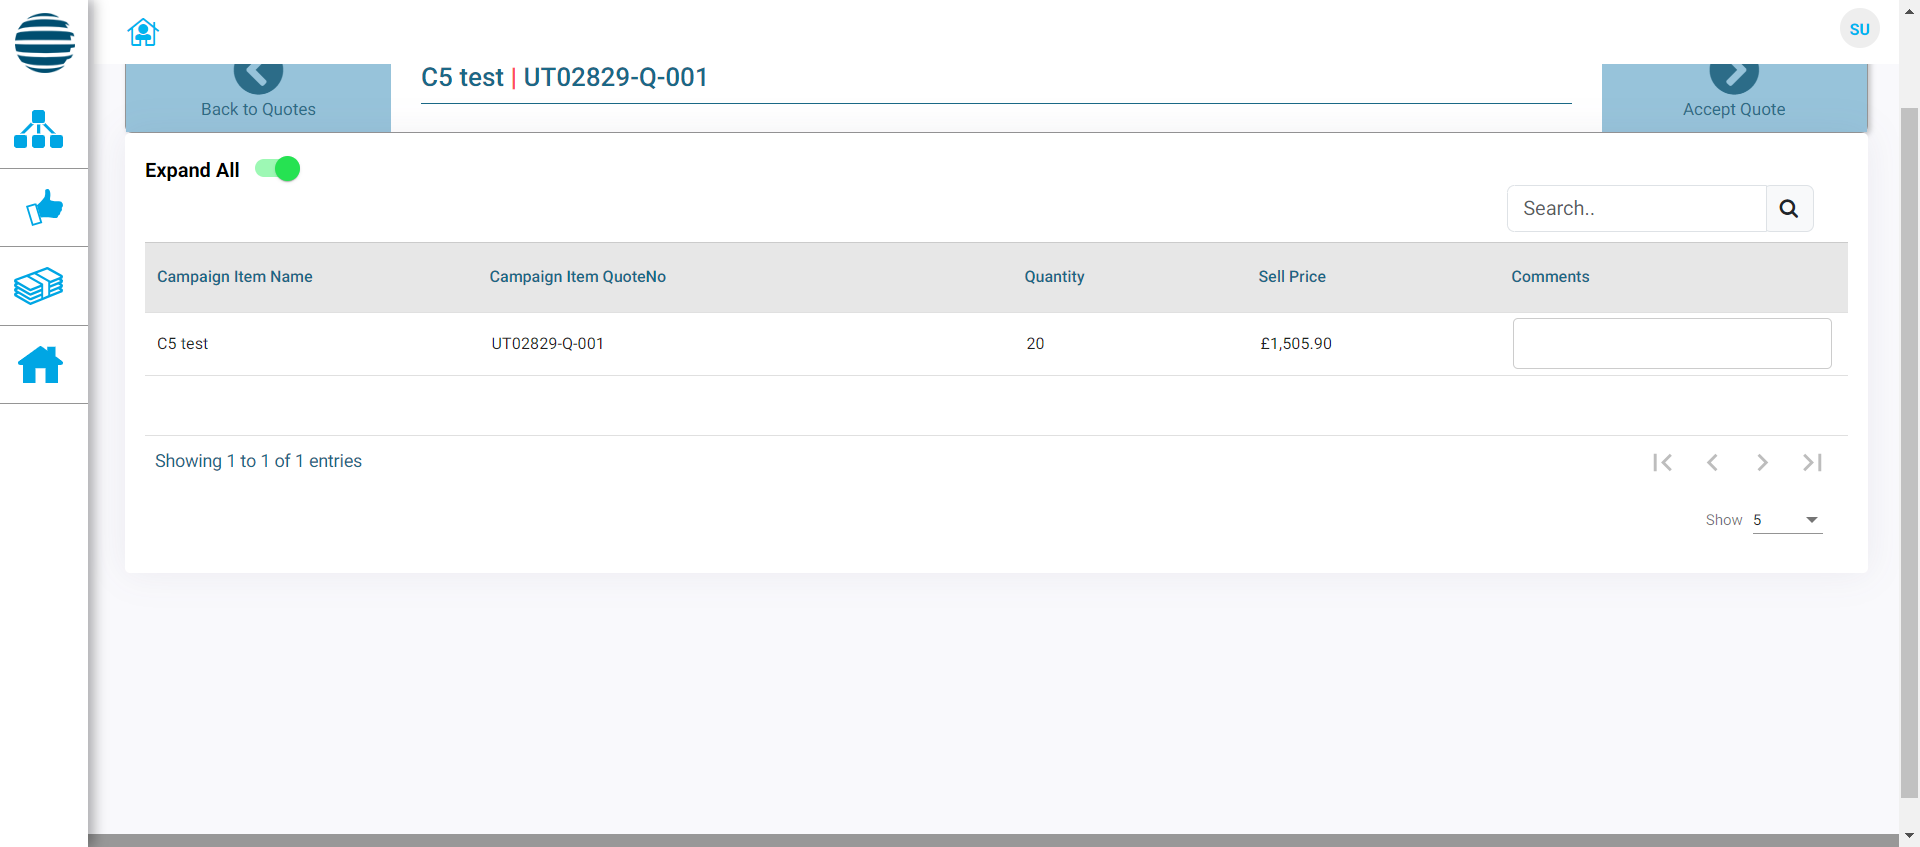 SU
Back to Quotes
C5 test | UT02829-Q-001
Accept Quote
Expand All
Search..
Campaign Item Name Campaign Item QuoteNo Quantity Sell Price Comments
C5 test UT02829-Q-001 20 £1,505.90
Showing 1 to 1 of 1 entries
Show 5